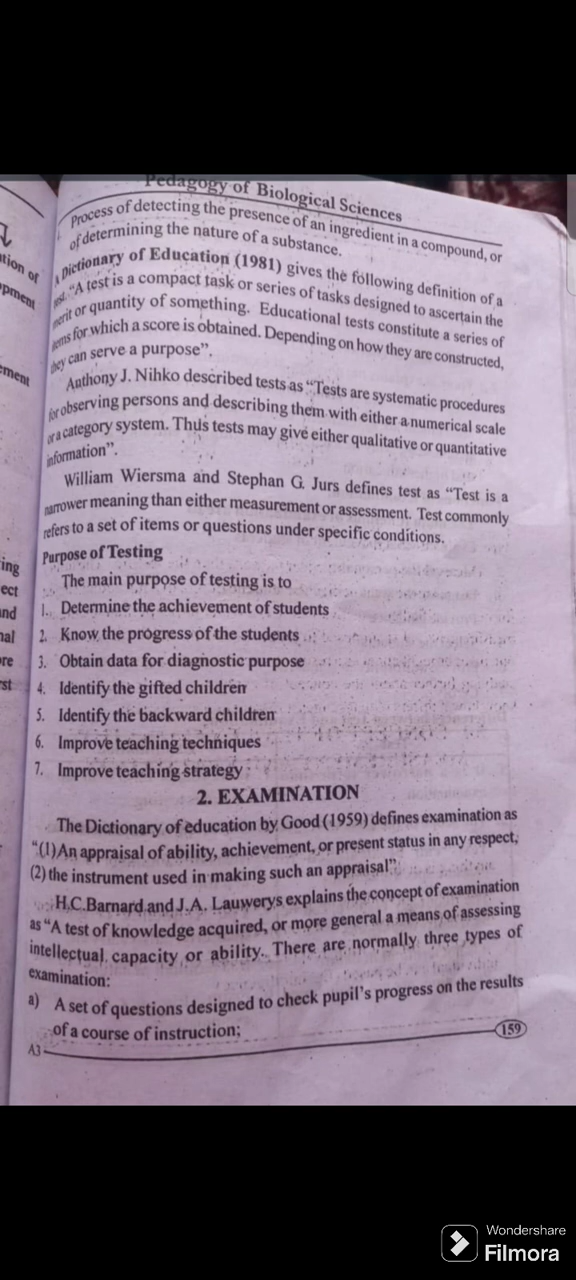 Pedagogy of Biological Sciences
Process of detecting the presence of an ingredient in a compound, or
of determining the nature of a substance.
A Dictionary of Education (1981) gives the following definition of a
test. "A test is a compact task or series of tasks designed to ascertain the
merit or quantity of something. Educational tests constitute a series of
items for which a score is obtained. Depending on how they are constructed,
they can serve a purpose".
Authony J. Nihko described tests as "Tests are systematic procedures
for observing persons and describing them with either a numerical scale
or a category system. Thus tests may give either qualitative or quantitative
information".
William Wiersma and Stephan G. Jurs defines test as "Test is a
narrower meaning than either measurement or assessment. Test commonly
refers to a set of items or questions under specific conditions.
Purpose of Testing
The main purpose of testing is to
1. Determine the achievement of students
2. Know the progress of the students
3. Obtain data for diagnostic purpose
4. Identify the gifted children
5. Identify the backward children
6. Improve teaching techniques
7. Improve teaching strategy
2. EXAMINATION
The Dictionary of education by Good (1959) defines examination as
"(1) An appraisal of ability, achievement, or present status in any respect,
(2) the instrument used in making such an appraisal"
H.C.Barnard and J.A. Lauwerys explains the concept of examination
as "A test of knowledge acquired, or more general a means of assessing
intellectual capacity or ability. There are normally three types of
examination:
a) A set of questions designed to check pupil's progress on the results
of a course of instruction;
A3
159
Wondershare
Filmora